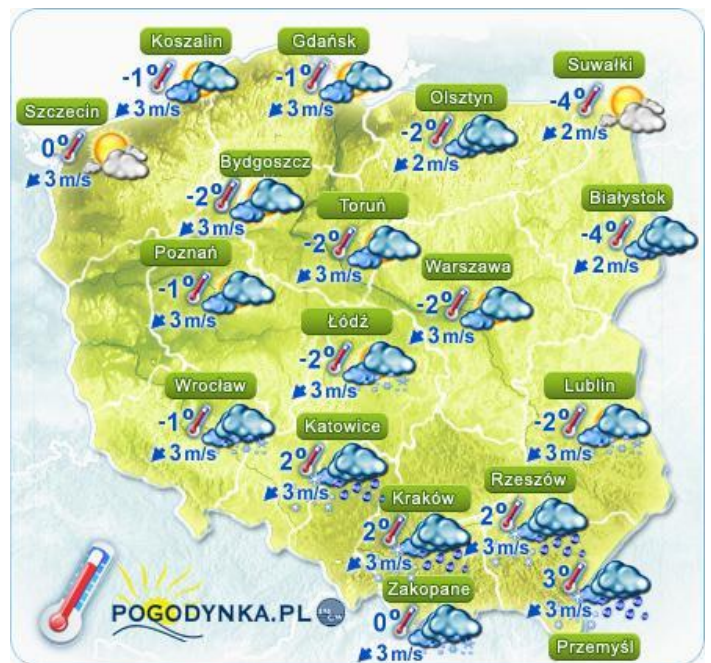 Koszalin
-1°
3 m/s
Gdańsk
-1°
3 m/s
Suwałki
-4°
2 m/s
Szczecin
0°
3 m/s
Olsztyn
-2°
2 m/s
Bydgoszcz
-2°
3 m/s
Toruń
-2°
3 m/s
Białystok
-4°
2 m/s
Poznań
-1°
3 m/s
Warszawa
-2°
3 m/s
Łódź
-2°
3 m/s
Wrocław
-1°
3 m/s
Katowice
2°
3 m/s
Lublin
-2°
3 m/s
Kraków
2°
3 m/s
Rzeszów
2°
3 m/s
Zakopane
0°
3 m/s
3°
3 m/s
Przemyśl
POGODYNKA.PL